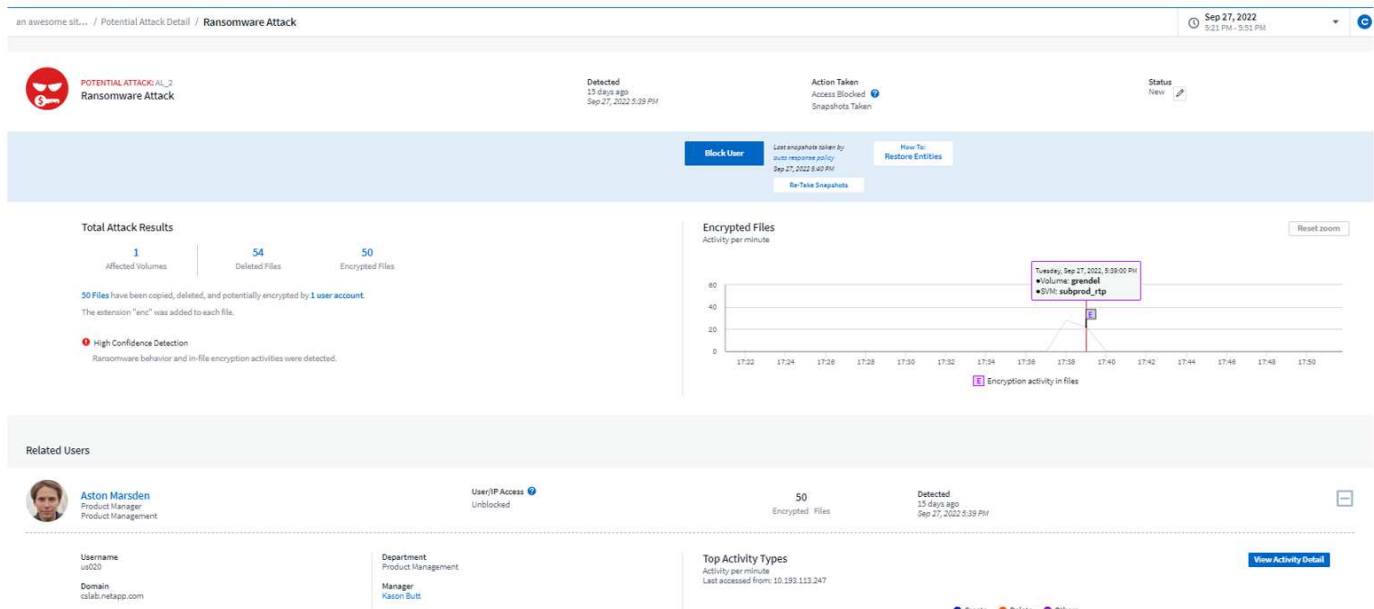 an awesome sit... / Potential Attack Detail / Ransomware Attack
Sep 27, 2022
5:21 PM - 5:51 PM
C
POTENTIAL ATTACK: AL_2
Ransomware Attack
Detected
15 days ago
Sep 27, 2022 5:39 PM
Action Taken
Access Blocked ?
Snapshots Taken
Status
New
Block User
Last snapshots taken by
auto response policy
Sep 27, 2022 5:40 PM
Re-Take Snapshots
How To:
Restore Entities
Total Attack Results
1
Affected Volumes
54
Deleted Files
50
Encrypted Files
50 Files have been copied, deleted, and potentially encrypted by 1 user account.
The extension "enc" was added to each file.
High Confidence Detection
Ransomware behavior and in-file encryption activities were detected.
Encrypted Files
Activity per minute
Reset zoom
Tuesday, Sep 27, 2022, 5:39:00 PM
●Volume: grendel
●SVM: subprod_rtp
E
60
40
20
0
17:22 17:24 17:26 17:28 17:30 17:32 17:34 17:36 17:38 17:40 17:42 17:44 17:46 17:48 17:50
E Encryption activity in files
Related Users
Aston Marsden
Product Manager
Product Management
User/IP Access ?
Unblocked
50
Encrypted Files
Detected
15 days ago
Sep 27, 2022 5:39 PM
Username
us020
Domain
cslab.netapp.com
Department
Product Management
Manager
Kason Butt
Top Activity Types
Activity per minute
Last accessed from: 10.193.113.247
View Activity Detail